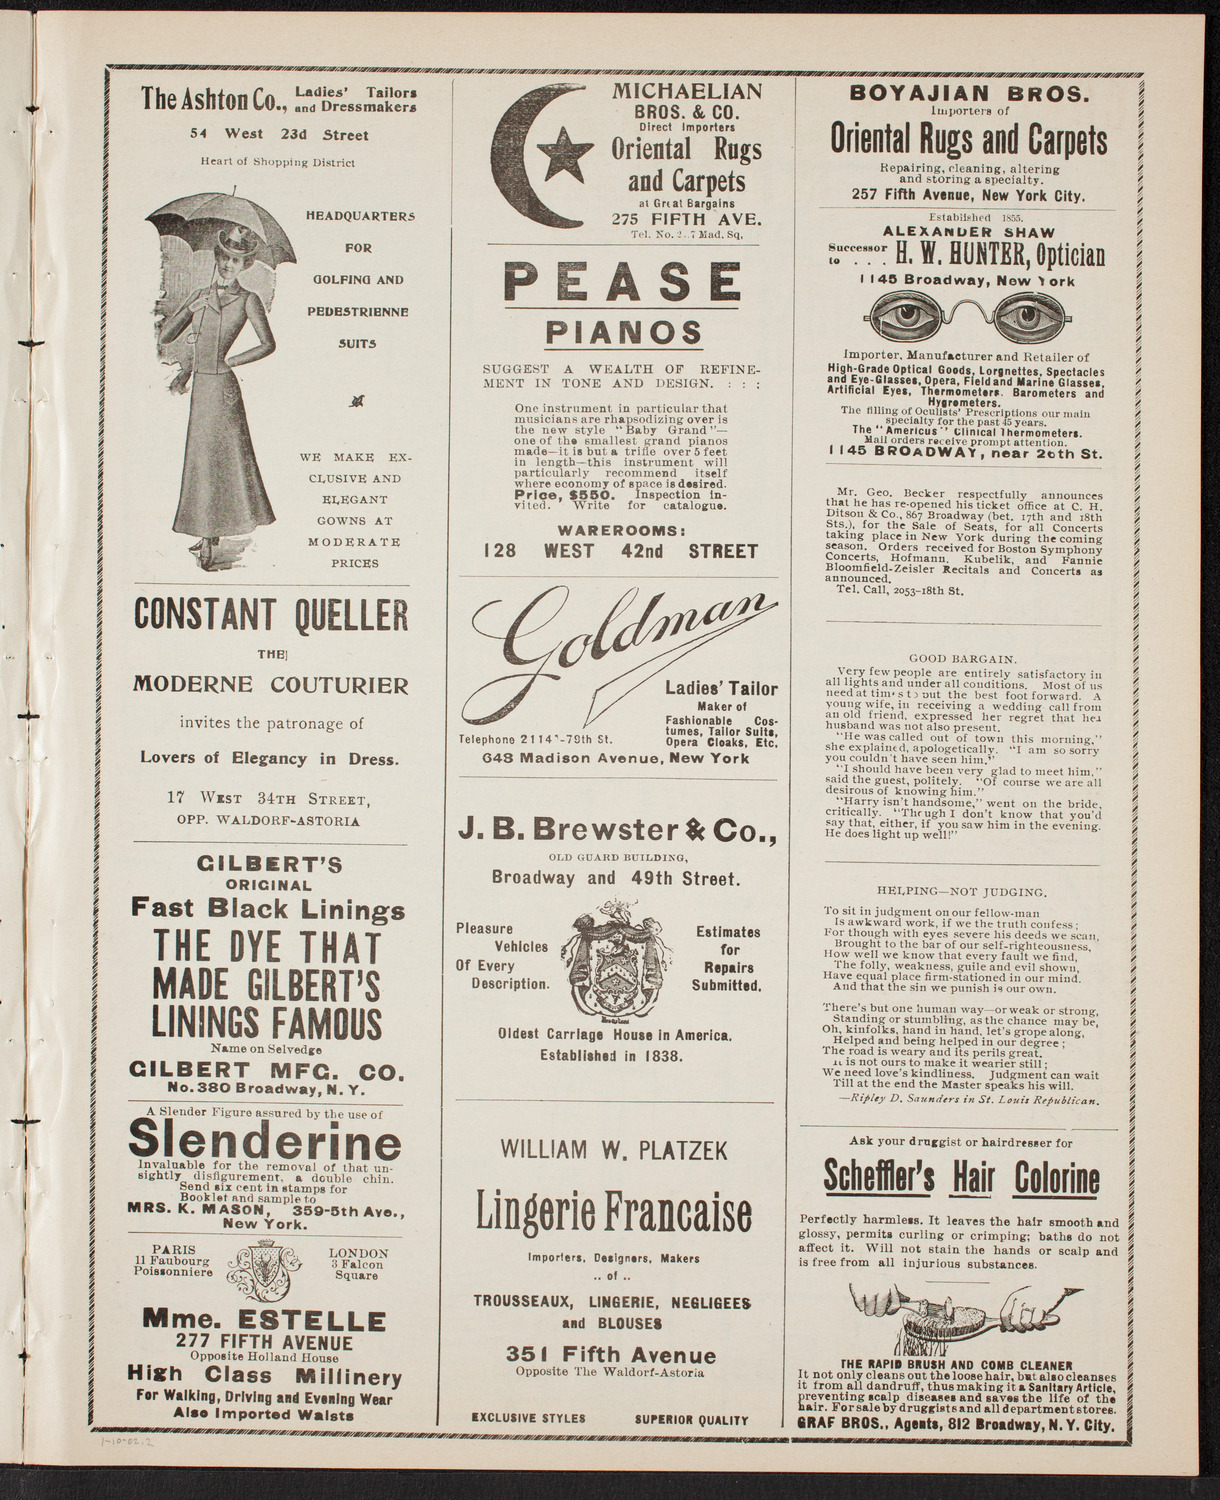 The Ashton Co., Ladies' Tailors and Dressmakers
54 West 23d Street
Heart of Shopping District
HEADQUARTERS
FOR
GOLFING AND
PEDESTRIENNE
SUITS
WE MAKE EX-
CLUSIVE AND
ELEGANT
GOWNS AT
MODERATE
PRICES
CONSTANT QUELLER
THE
MODERNE COUTURIER
invites the patronage of
Lovers of Elegancy in Dress.
17 WEST 34TH STREET,
OPP. WALDORF-ASTORIA
GILBERT'S
ORIGINAL
Fast Black Linings
THE DYE THAT
MADE GILBERT'S
LININGS FAMOUS
Name on Selvedge
GILBERT MFG. CO.
No. 380 Broadway, N. Y.
A Slender Figure assured by the use of
Slenderine
Invaluable for the removal of that un-
sightly disfigurement, a double chin.
Send six cent in stamps for
Booklet and sample to
MRS. K. MASON, 359-5th Ave.,
New York.
PARIS
11 Faubourg
Poissonniere
LONDON
3 Falcon
Square
Mme. ESTELLE
277 FIFTH AVENUE
Opposite Holland House
High Class Millinery
For Walking, Driving and Evening Wear
Also Imported Waists
MICHAELIAN
BROS. & CO.
Direct Importers
Oriental Rugs
and Carpets
at Great Bargains
275 FIFTH AVE.
Tel. No. 7 Mad. Sq.
PEASE
PIANOS
SUGGEST A WEALTH OF REFINE-
MENT IN TONE AND DESIGN. : : :
One instrument in particular that
musicians are rhapsodizing over is
the new style "Baby Grand"—
one of the smallest grand pianos
made—it is but a trifle over 5 feet
in length—this instrument will
particularly recommend itself
where economy of space is desired.
Price, $550. Inspection in-
vited. Write for catalogue.
WAREROOMS:
128 WEST 42nd STREET
Goldman
Ladies' Tailor
Maker of
Fashionable Cos-
tumes, Tailor Suits,
Opera Cloaks, Etc.
Telephone 2114-79th St.
648 Madison Avenue, New York
J. B. Brewster & Co.,
OLD GUARD BUILDING,
Broadway and 49th Street.
Pleasure
Vehicles
Of Every
Description.
Estimates
for
Repairs
Submitted.
Oldest Carriage House in America.
Established in 1838.
WILLIAM W. PLATZEK
Lingerie Francaise
Importers, Designers, Makers
.. of ..
TROUSSEAUX, LINGERIE, NEGLIGEES
and BLOUSES
351 Fifth Avenue
Opposite The Waldorf-Astoria
EXCLUSIVE STYLES SUPERIOR QUALITY
BOYAJIAN BROS.
Importers of
Oriental Rugs and Carpets
Repairing, cleaning, altering
and storing a specialty.
257 Fifth Avenue, New York City.
Established 1855.
ALEXANDER SHAW
Successor to . . . H. W. HUNTER, Optician
1145 Broadway, New York
Importer, Manufacturer and Retailer of
High-Grade Optical Goods, Lorgnettes, Spectacles
and Eye-Glasses, Opera, Field and Marine Glasses,
Artificial Eyes, Thermometers. Barometers and
Hygrometers.
The filling of Oculists' Prescriptions our main
specialty for the past 45 years.
The "Americus" Clinical Thermometers.
Mail orders receive prompt attention.
1145 BROADWAY, near 26th St.
Mr. Geo. Becker respectfully announces
that he has re-opened his ticket office at C. H.
Ditson & Co., 867 Broadway (bet. 17th and 18th
Sts.), for the Sale of Seats, for all Concerts
taking place in New York during the coming
season. Orders received for Boston Symphony
Concerts, Hofmann, Kubelik, and Fannie
Bloomfield-Zeisler Recitals and Concerts as
announced.
Tel. Call, 2053-18th St.
GOOD BARGAIN.
Very few people are entirely satisfactory in
all lights and under all conditions. Most of us
need at times to put the best foot forward. A
young wife, in receiving a wedding call from
an old friend, expressed her regret that her
husband was not also present.
"He was called out of town this morning,"
she explained, apologetically. "I am so sorry
you couldn't have seen him."
"I should have been very glad to meet him,"
said the guest, politely. "Of course we are all
desirous of knowing him."
"Harry isn't handsome," went on the bride,
critically. "Though I don't know that you'd
say that, either, if you saw him in the evening.
He does light up well!"
HELPING—NOT JUDGING.
To sit in judgment on our fellow-man
Is awkward work, if we the truth confess;
For though with eyes severe his deeds we scan,
Brought to the bar of our self-righteousness,
How well we know that every fault we find,
The folly, weakness, guile and evil shown,
Have equal place firm-stationed in our mind.
And that the sin we punish is our own.
There's but one human way—or weak or strong,
Standing or stumbling, as the chance may be,
Oh, kinfolks, hand in hand, let's grope along,
Helped and being helped in our degree;
The road is weary and its perils great.
is not ours to make it wearier still;
We need love's kindliness. Judgment can wait
Till at the end the Master speaks his will.
—Ripley D. Saunders in St. Louis Republican.
Ask your druggist or hairdresser for
Scheffler's Hair Colorine
Perfectly harmless. It leaves the hair smooth and
glossy, permits curling or crimping; baths do not
affect it. Will not stain the hands or scalp and
is free from all injurious substances.
THE RAPID BRUSH AND COMB CLEANER
It not only cleans out the loose hair, but also cleanses
it from all dandruff, thus making it a Sanitary Article,
preventing scalp diseases and saves the life of the
hair. For sale by druggists and all department stores.
GRAF BROS., Agents, 812 Broadway, N. Y. City.
1-10-02.2